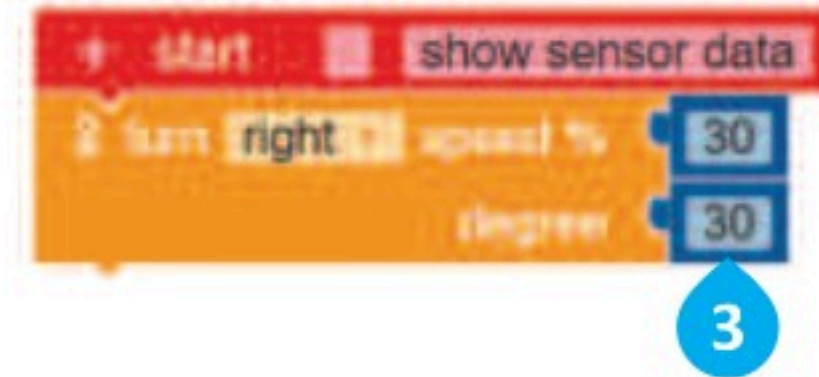 + start show sensor data
turn right speed % 30
degree 30
3